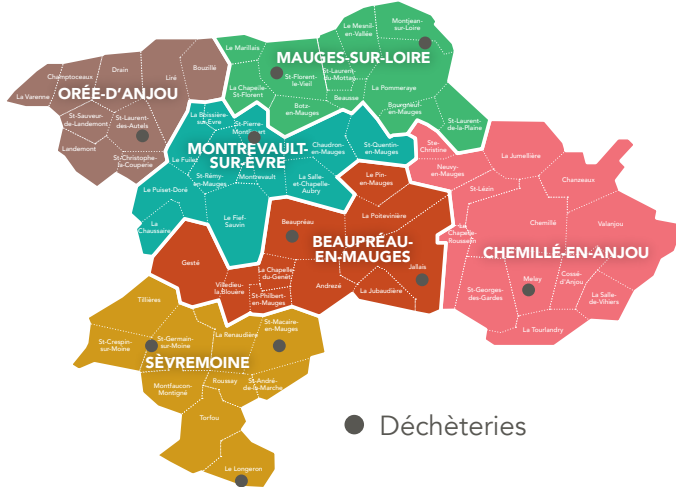 MAUGES-SUR-LOIRE
Le Mesnil-
en-Vallée
Montjean-
sur-Loire
Le Marillais
St-Florent-
le-Vieil
St-Laurent-
du-Mottay
La Chapelle-
St-Florent
Botz-
en-Mauges
Beausse
La Pommeraye
Bourgneuf-
en-Mauges
St-Laurent-
de-la-Plaine
ORÉE-D'ANJOU
La Varenne
Champtoceaux
Drain
Liré
Bouzillé
St-Sauveur-
de-Landemont
St-Laurent-
des-Autels
Landemont
St-Christophe-
la-Couperie
MONTREVAULT-
SUR-ÈVRE
La Boissière-
sur-Èvre
St-Pierre-
Montlimart
Chaudron-
en-Mauges
St-Quentin-
en-Mauges
Le Fuilet
St-Rémy-
en-Mauges
Montrevault
La Salle-
et-Chapelle-
Aubry
Le Puiset-Doré
La
Chaussaire
Le Fief-
Sauvin
BEAUPRÉAU-
EN-MAUGES
Le Pin-
en-Mauges
La Poitevinière
Beaupréau
Jallais
Gesté
Villedieu-
la-Blouère
La Chapelle-
du-Genêt
St-Philbert-
en-Mauges
Andrezé
La Jubaudière
CHEMILLÉ-EN-ANJOU
Ste-
Christine
Neuvy-
en-Mauges
La Jumellière
St-Lézin
Chanzeaux
La
Chapelle-
Rousselin
Chemillé
Valanjou
St-Georges-
des-Gardes
Melay
Cossé-
d'Anjou
La Salle-
de-Vihiers
La Tourlandry
SÈVREMOINE
Tillières
St-Crespin-
sur-Moine
St-Germain-
sur-Moine
La Renaudière
St-Macaire-
en-Mauges
Montfaucon-
Montigné
Roussay
St-André-
de-la-Marche
Torfou
Le Longeron
Déchèteries